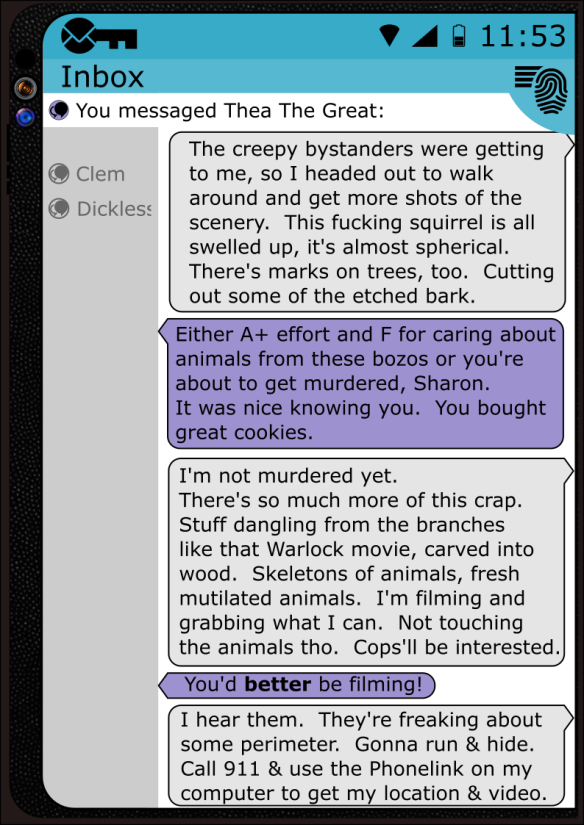 11:53
Inbox
You messaged Thea The Great:
Clem
Dickless
The creepy bystanders were getting
to me, so I headed out to walk
around and get more shots of the
scenery. This fucking squirrel is all
swelled up, it's almost spherical.
There's marks on trees, too. Cutting
out some of the etched bark.
Either A+ effort and F for caring about
animals from these bozos or you're
about to get murdered, Sharon.
It was nice knowing you. You bought
great cookies.
I'm not murdered yet.
There's so much more of this crap.
Stuff dangling from the branches
like that Warlock movie, carved into
wood. Skeletons of animals, fresh
mutilated animals. I'm filming and
grabbing what I can. Not touching
the animals tho. Cops'll be interested.
You'd better be filming!
I hear them. They're freaking about
some perimeter. Gonna run & hide.
Call 911 & use the Phonelink on my
computer to get my location & video.